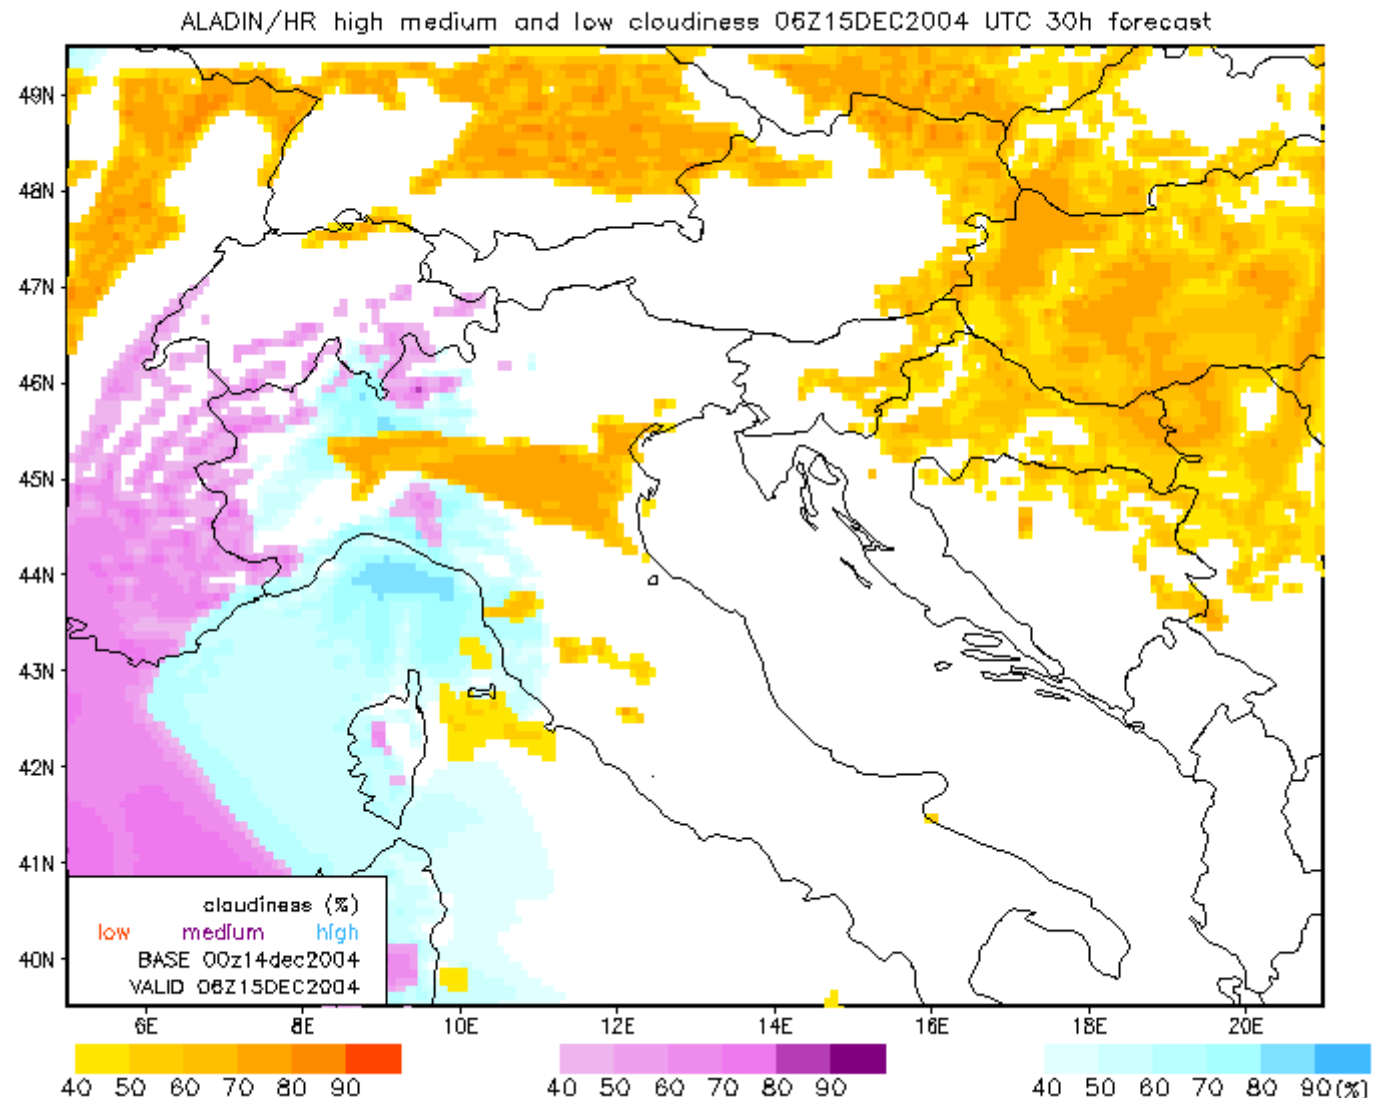 ALADIN/HR high medium and low cloudiness 06Z15DEC2004 UTC 30h forecast
49N
48N
47N
46N
45N
44N
43N
42N
41N
40N
cloudiness (%)
low medium high
BASE 00z14dec2004
VALID 06Z15DEC2004
6E 8E 10E 12E 14E 16E 18E 20E
40 50 60 70 80 90 40 50 60 70 80 90 40 50 60 70 80 90(%)